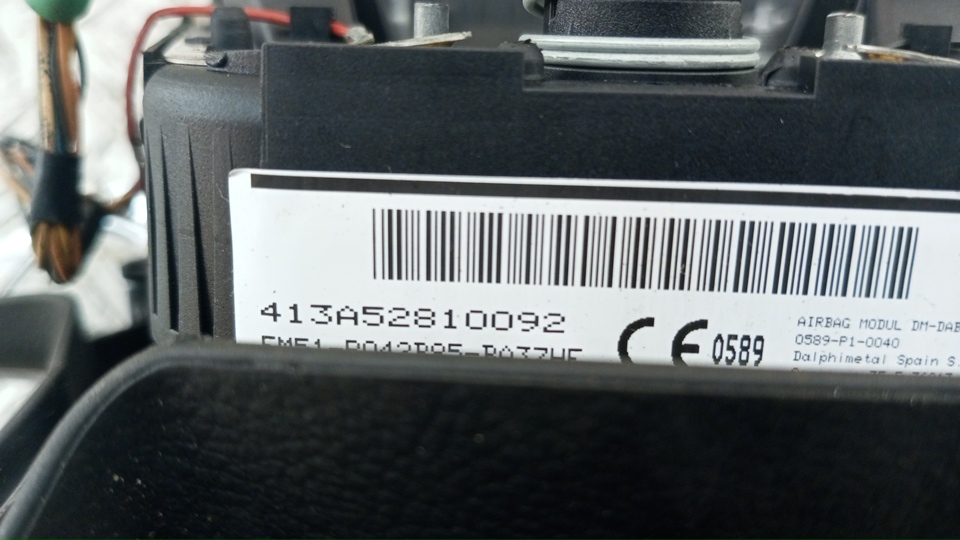 413A52810092
CE 0589
AIRBAG MODUL DM-DAB
0589-P1-0040
Dalphimetal Spain S.